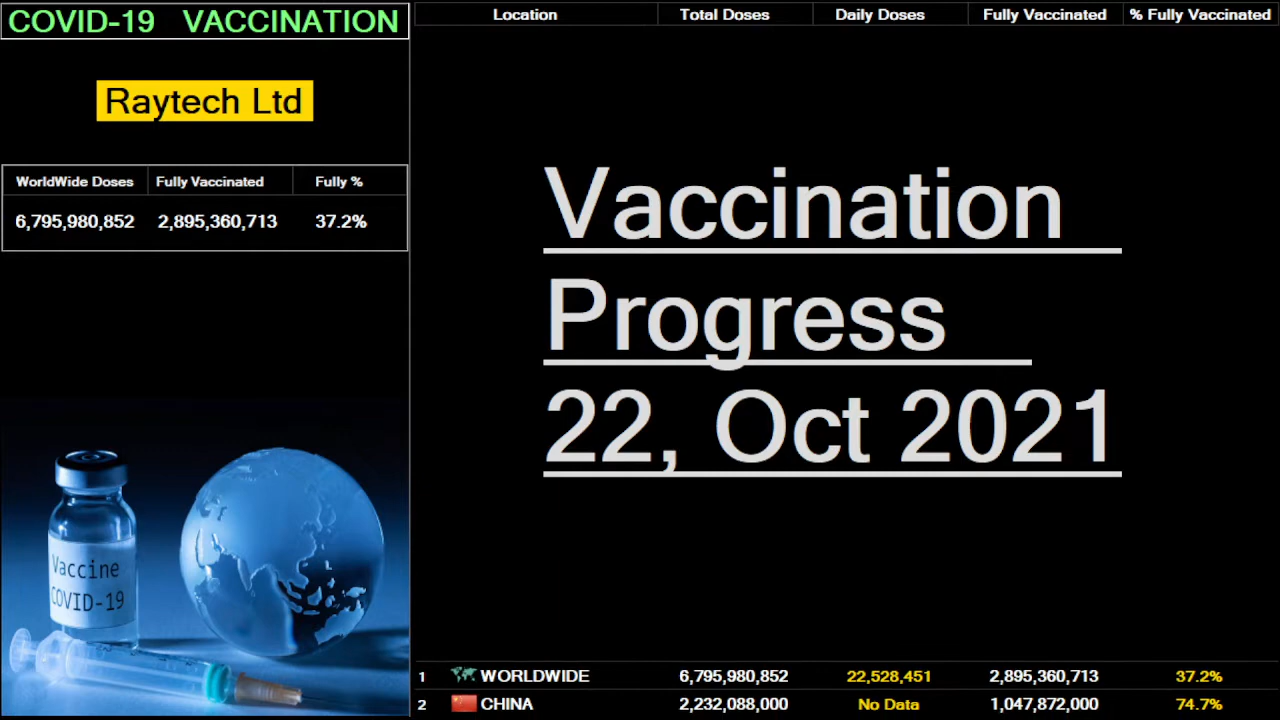 COVID-19 VACCINATION
Raytech Ltd
WorldWide Doses Fully Vaccinated Fully %
6,795,980,852 2,895,360,713 37.2%
Vaccine
COVID-19
Location Total Doses Daily Doses Fully Vaccinated % Fully Vaccinated
Vaccination
Progress
22, Oct 2021
1 WORLDWIDE 6,795,980,852 22,528,451 2,895,360,713 37.2%
2 CHINA 2,232,088,000 No Data 1,047,872,000 74.7%